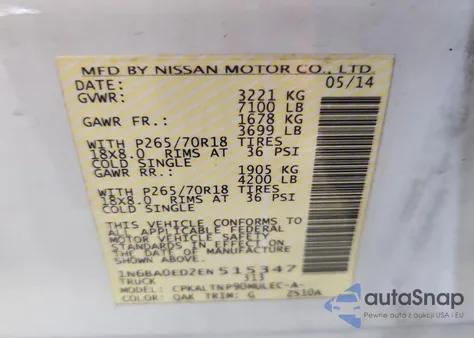 MFD BY NISSAN MOTOR CO., LTD.
DATE: 05/14
GVWR: 3221 KG
7100 LB
GAWR FR.: 1678 KG
3699 LB
WITH P265/70R18 TIRES
18X8.0 RIMS AT 36 PSI
COLD SINGLE
GAWR RR.: 1905 KG
4200 LB
WITH P265/70R18 TIRES
18X8.0 RIMS AT 36 PSI
COLD SINGLE
THIS VEHICLE CONFORMS TO
ALL APPLICABLE FEDERAL
MOTOR VEHICLE SAFETY
STANDARDS IN EFFECT ON
THE DATE OF MANUFACTURE
SHOWN ABOVE.
1N6BA0ED2EN515347
TRUCK 313
MODEL: CPKALTNP90MULEC-A-
COLOR: QAK TRIM: G 2510A
autoSnap
Pewne auta z aukcji USA i EU